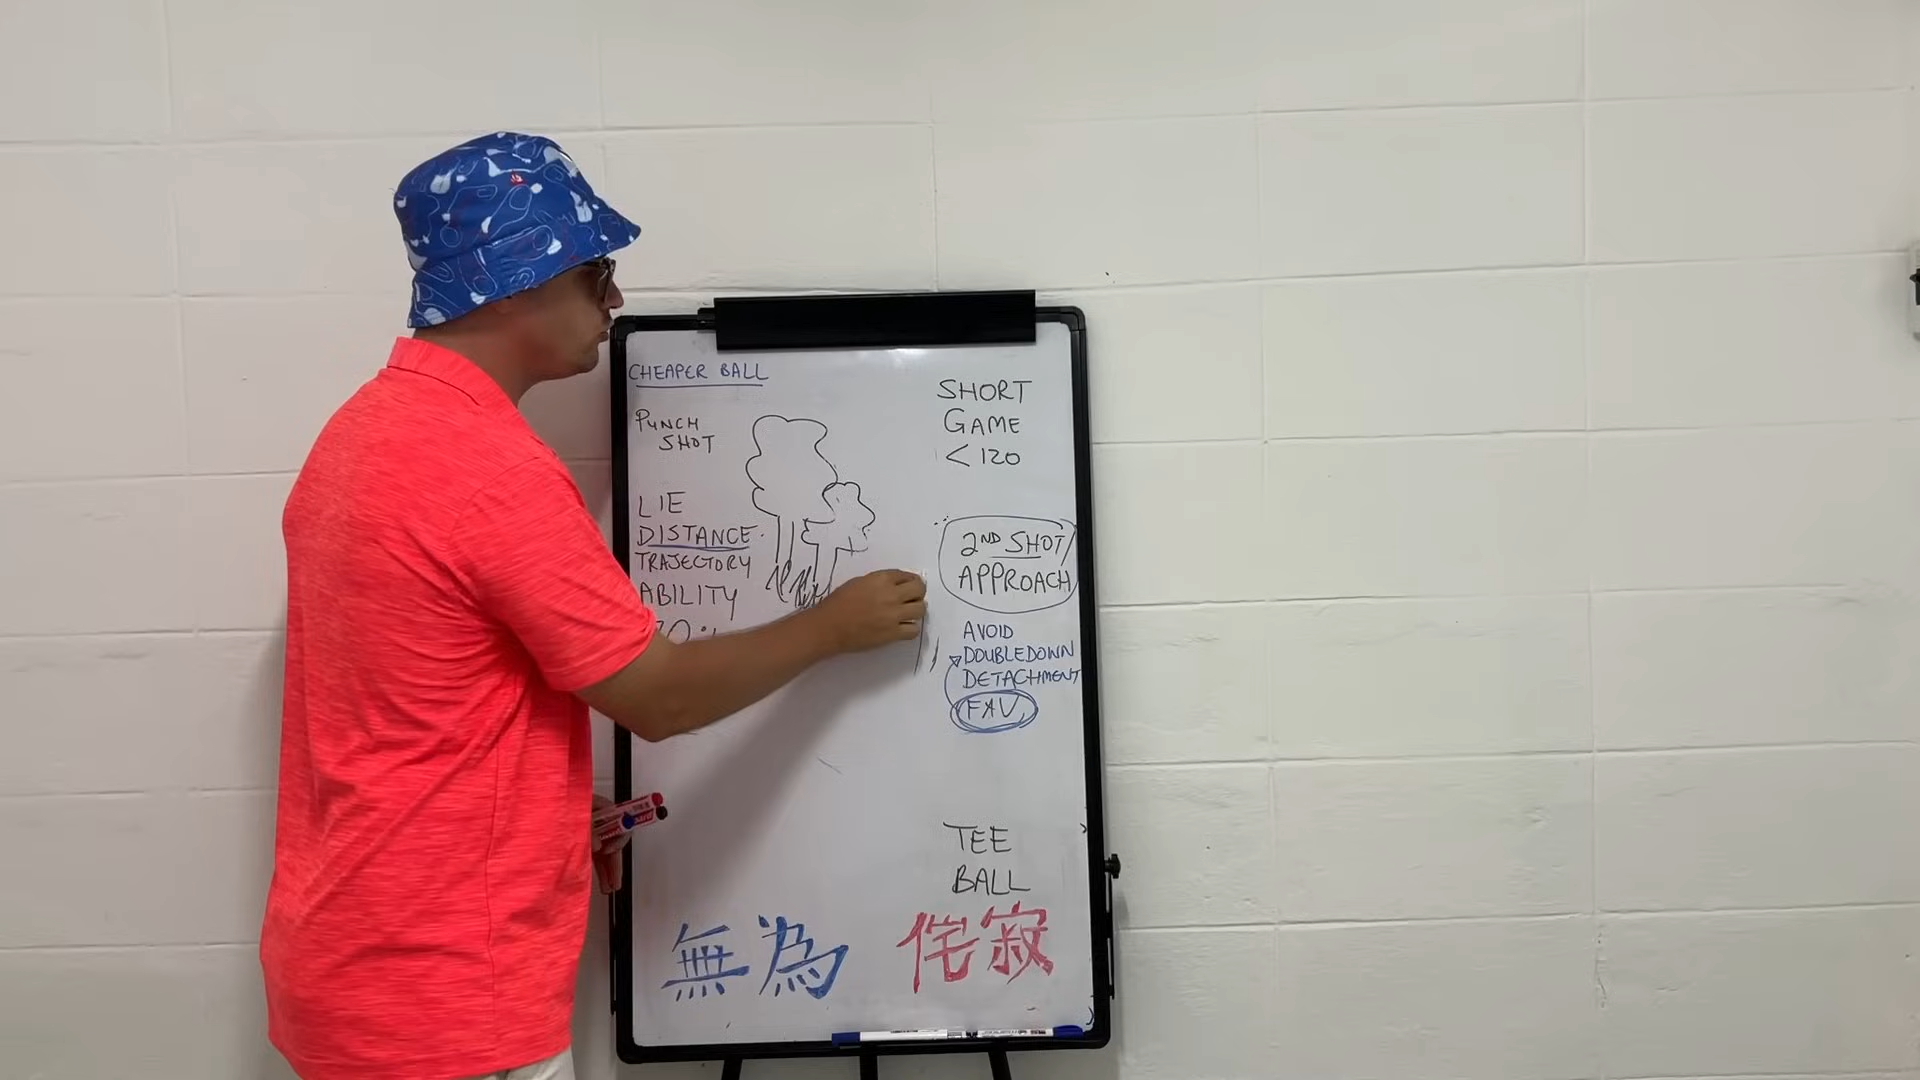 CHEAPER BALL
PUNCH
SHOT
LIE
DISTANCE
TRAJECTORY
ABILITY
SHORT
GAME
< 120
2ND SHOT
APPROACH
AVOID
DOUBLEDOWN
DETACHMENT
FAV
TEE
BALL
無為
侘寂